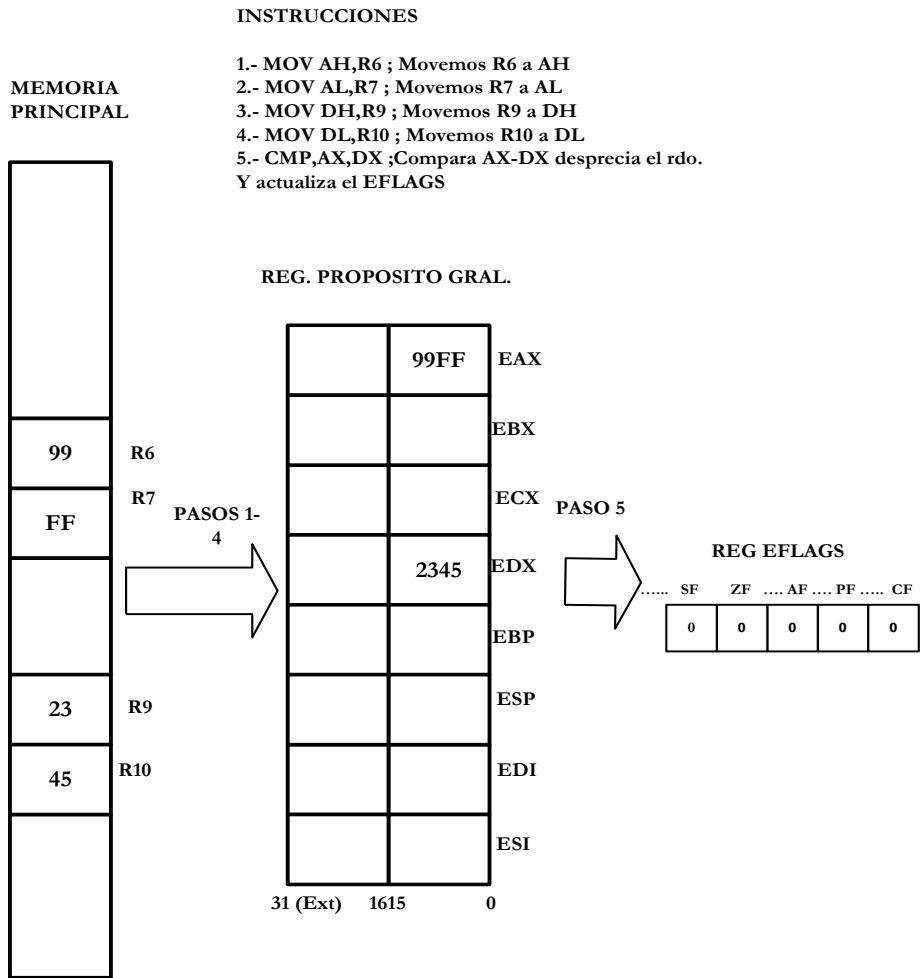 INSTRUCCIONES
1.- MOV AH,R6 ; Movemos R6 a AH
2.- MOV AL,R7 ; Movemos R7 a AL
3.- MOV DH,R9 ; Movemos R9 a DH
4.- MOV DL,R10 ; Movemos R10 a DL
5.- CMP,AX,DX ;Compara AX-DX desprecia el rdo.
Y actualiza el EFLAGS
MEMORIA
PRINCIPAL
99
R6
FF
R7
23
R9
45
R10
PASOS 1-
4
REG. PROPOSITO GRAL.
99FF
EAX
EBX
ECX
2345
EDX
EBP
ESP
EDI
ESI
31 (Ext) 1615 0
PASO 5
REG EFLAGS
…... SF ZF …. AF …. PF ….. CF
0 0 0 0 0